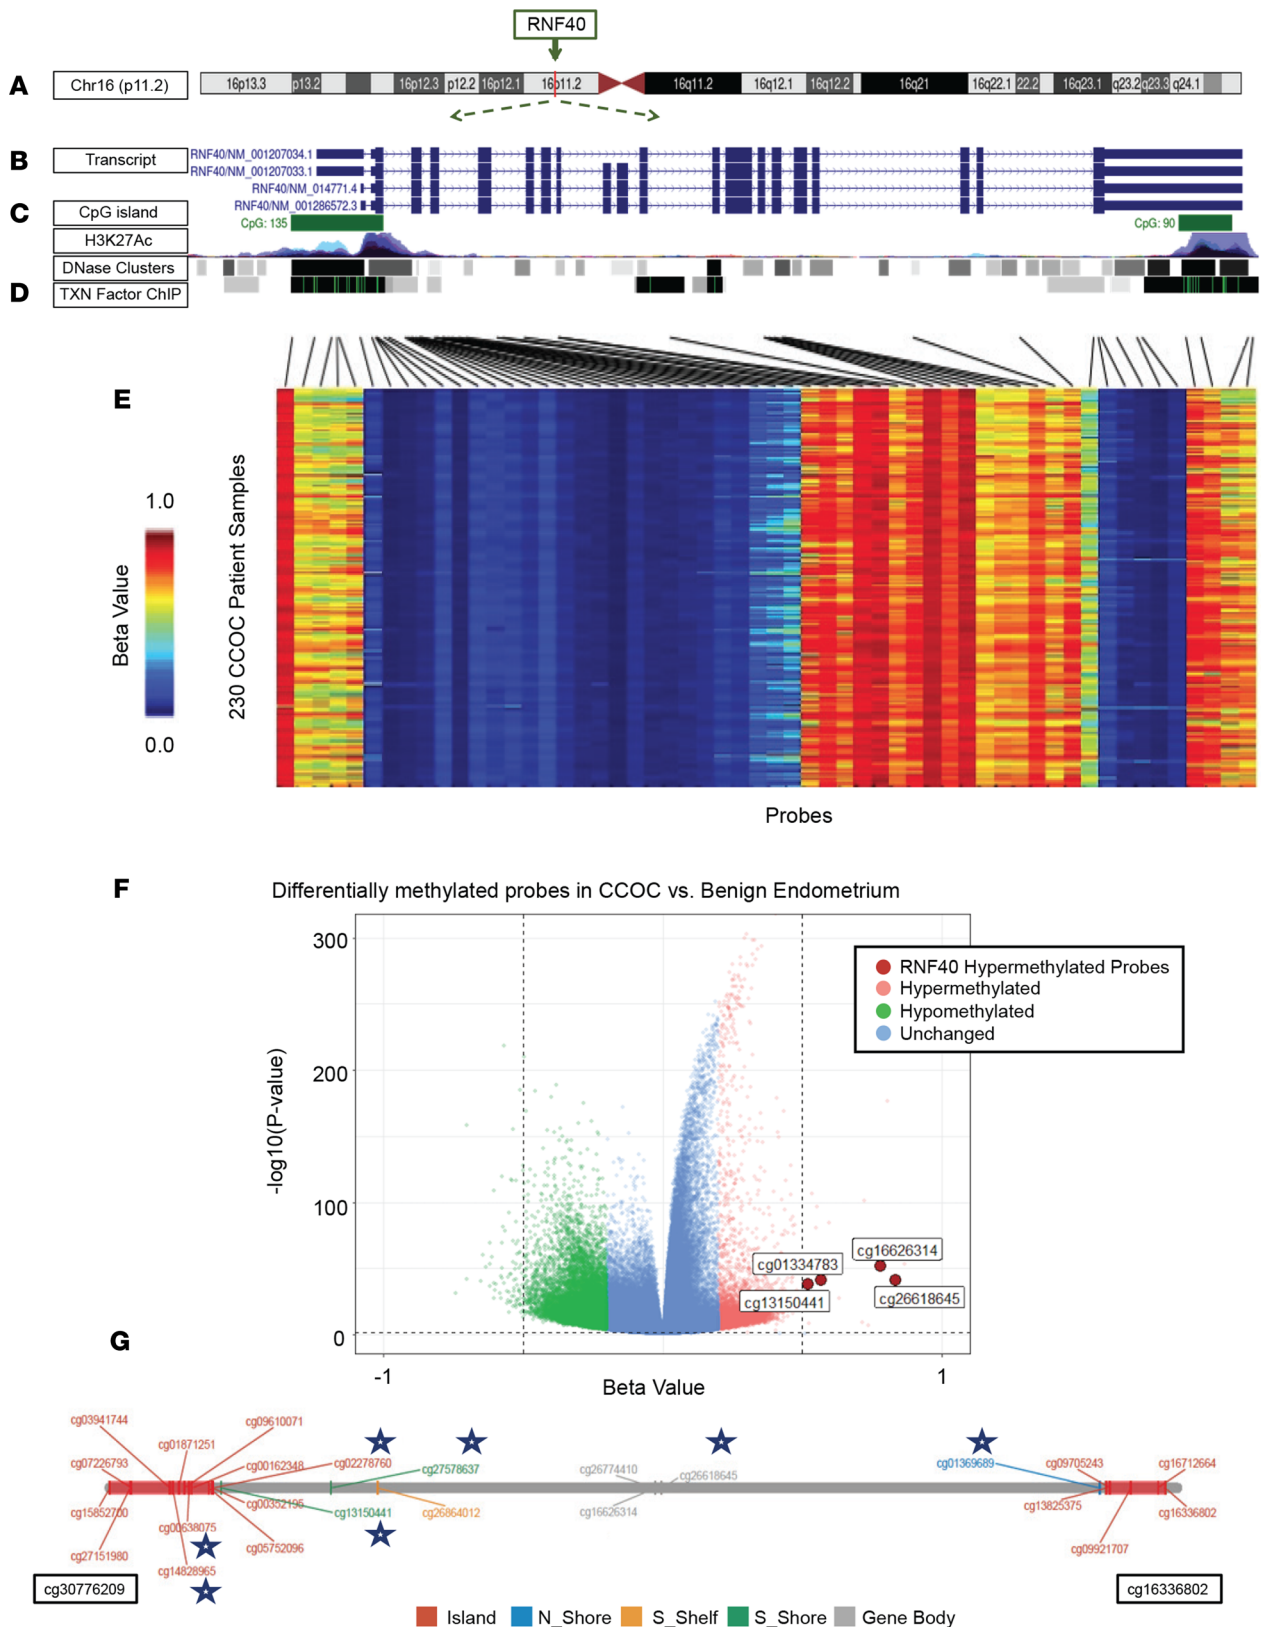 RNF40
A
Chr16 (p11.2)
16p13.3 p13.2 16p12.3 p12.2 16p12.1 16p11.2 16q11.2 16q12.1 16q12.2 16q21 16q22.1 22.2 16q23.1 q23.2 q23.3 q24.1
B
Transcript
RNF40/NM_001207034.1
RNF40/NM_001207033.1
RNF40/NM_014771.4
RNF40/NM_001286572.3
C
CpG island
CpG: 135
CpG: 90
H3K27Ac
DNase Clusters
D
TXN Factor ChIP
E
1.0
Beta Value
0.0
230 CCOC Patient Samples
Probes
F
Differentially methylated probes in CCOC vs. Benign Endometrium
300
200
100
0
-log10(P-value)
RNF40 Hypermethylated Probes
Hypermethylated
Hypomethylated
Unchanged
cg16626314
cg01334783
cg26618645
cg13150441
-1
1
Beta Value
G
cg03941744 cg09610071
cg01871251
cg07226793 cg00162348 cg02278760 cg27578637 cg26774410 cg26618645 cg01369689 cg09705243 cg16712664
cg15852700 cg00352195 cg13150441 cg26864012 cg16626314 cg13825375 cg16336802
cg00638075
cg27151980 cg05752096 cg09921707
cg14828965
cg30776209
cg16336802
Island N_Shore S_Shelf S_Shore Gene Body